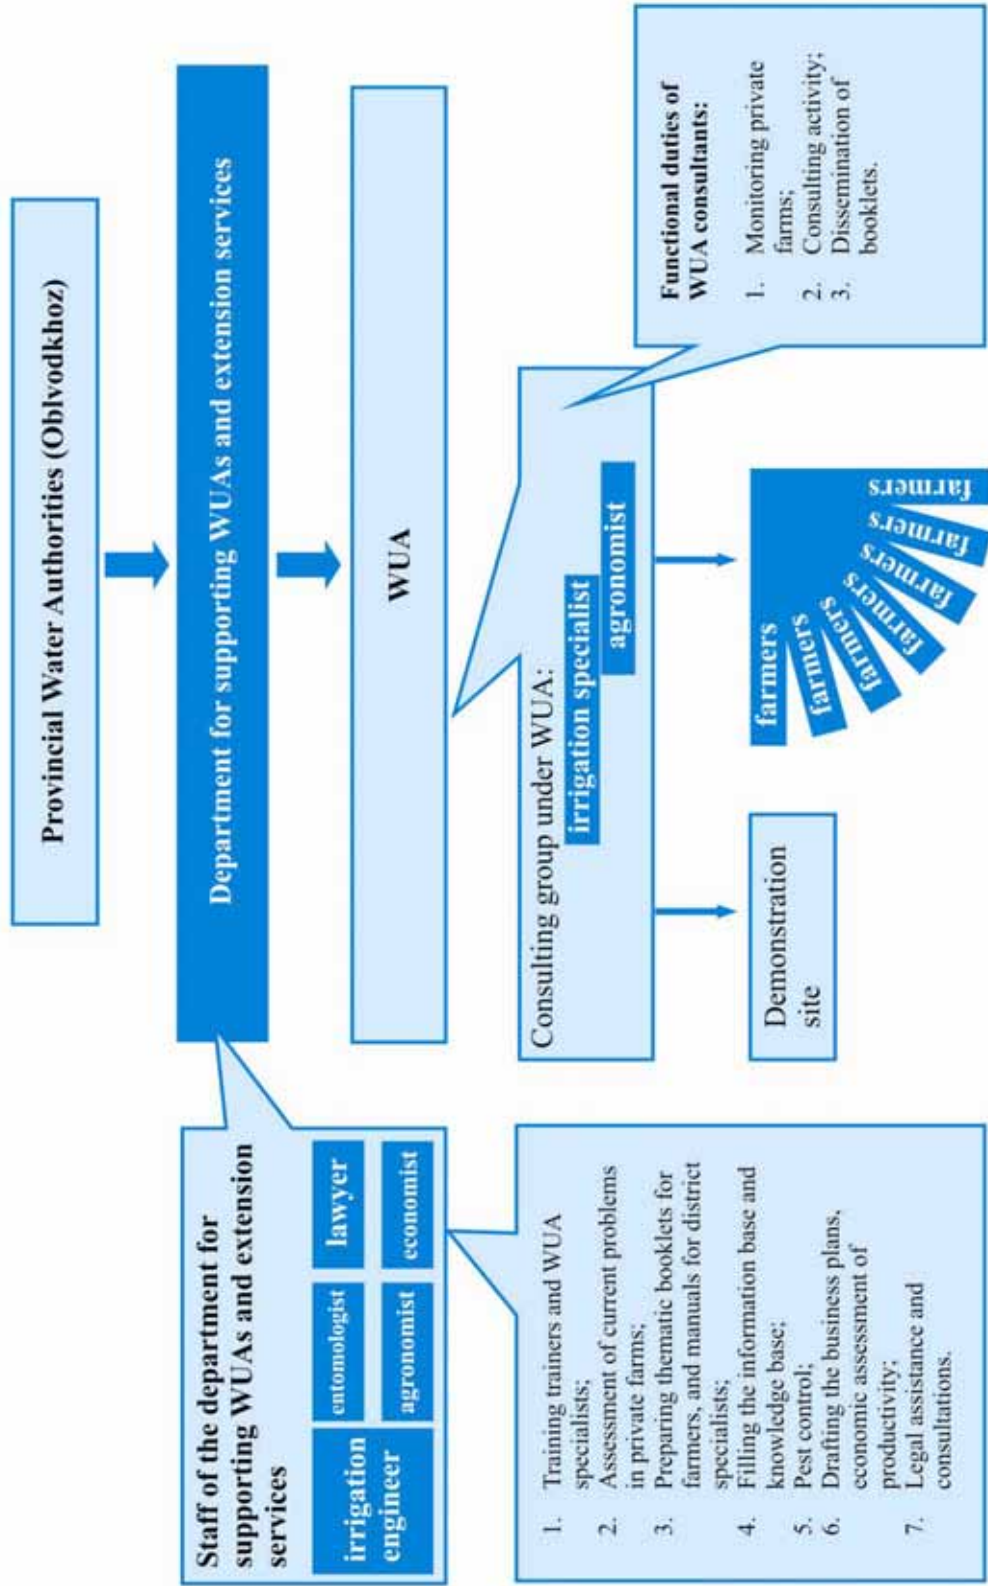 Provincial Water Authorities (Oblvodkhoz)
Department for supporting WUAs and extension services
WUA
Staff of the department for
supporting WUAs and extension
services
irrigation
engineer
entomologist
lawyer
agronomist
economist
1. Training trainers and WUA
specialists;
2. Assessment of current problems
in private farms;
3. Preparing thematic booklets for
farmers, and manuals for district
specialists;
4. Filling the information base and
knowledge base;
5. Pest control;
6. Drafting the business plans,
economic assessment of
productivity;
7. Legal assistance and
consultations.
Consulting group under WUA:
irrigation specialist
agronomist
Demonstration
site
farmers
farmers
farmers
farmers
farmers
farmers
farmers
Functional duties of
WUA consultants:
1. Monitoring private
farms;
2. Consulting activity;
3. Dissemination of
booklets.